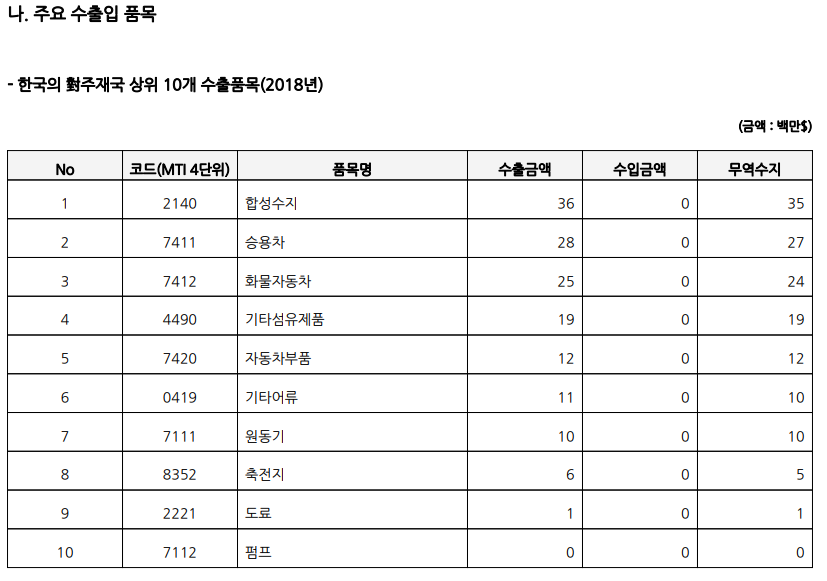 나. 주요 수출입 품목
- 한국의 對주재국 상위 10개 수출품목(2018년)
(금액 : 백만$)
No 코드(MTI 4단위) 품목명 수출금액 수입금액 무역수지
1 2140 합성수지 36 0 35
2 7411 승용차 28 0 27
3 7412 화물자동차 25 0 24
4 4490 기타섬유제품 19 0 19
5 7420 자동차부품 12 0 12
6 0419 기타어류 11 0 10
7 7111 원동기 10 0 10
8 8352 축전지 6 0 5
9 2221 도료 1 0 1
10 7112 펌프 0 0 0